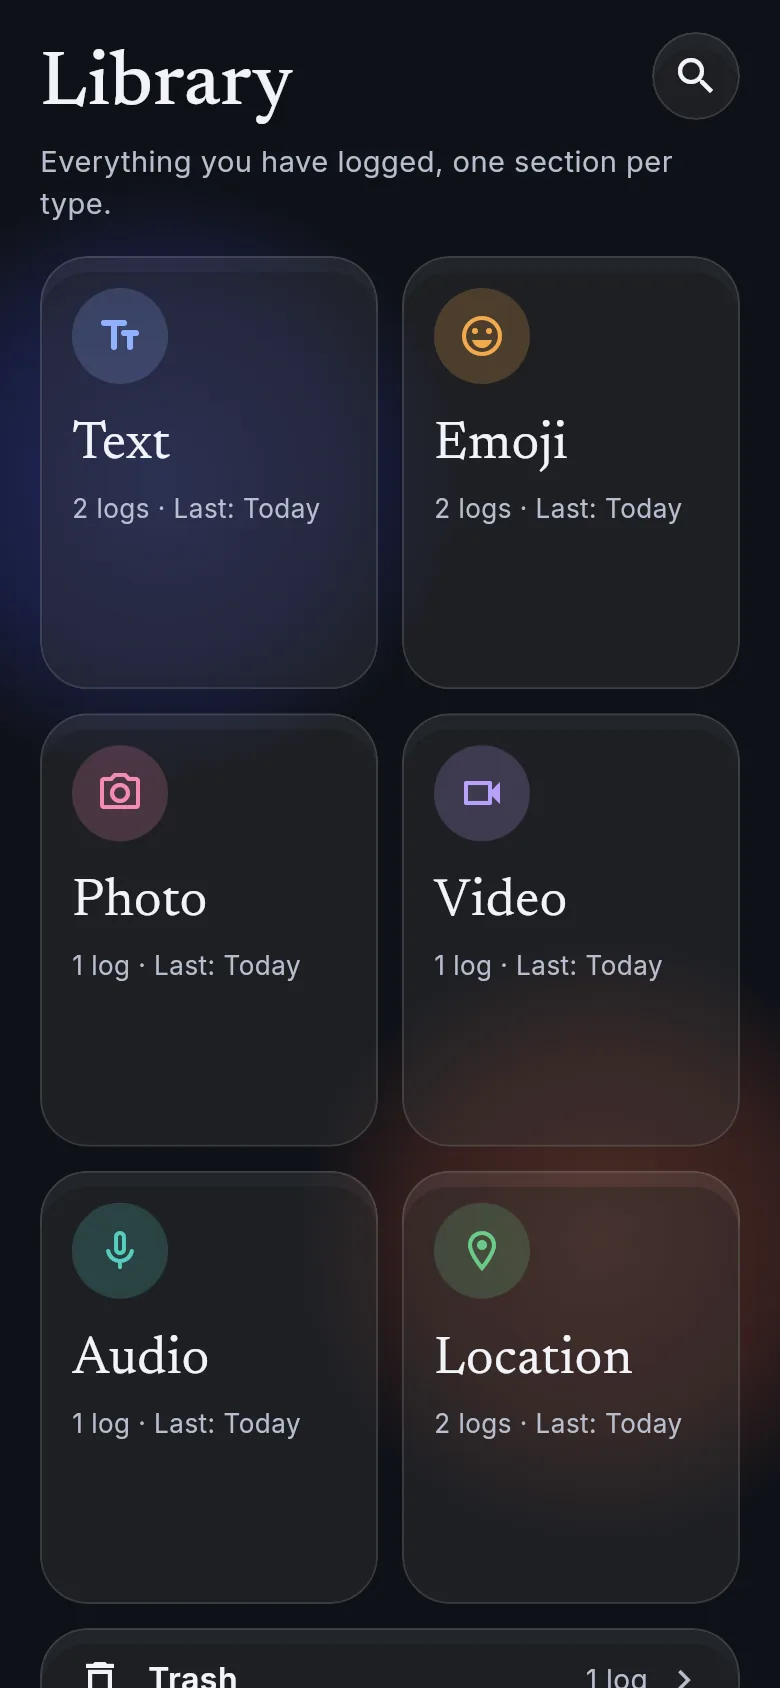 Library
Everything you have logged, one section per
type.
Text
2 logs · Last: Today
Emoji
2 logs · Last: Today
Photo
1 log · Last: Today
Video
1 log · Last: Today
Audio
1 log · Last: Today
Location
2 logs · Last: Today
Trash
1 log